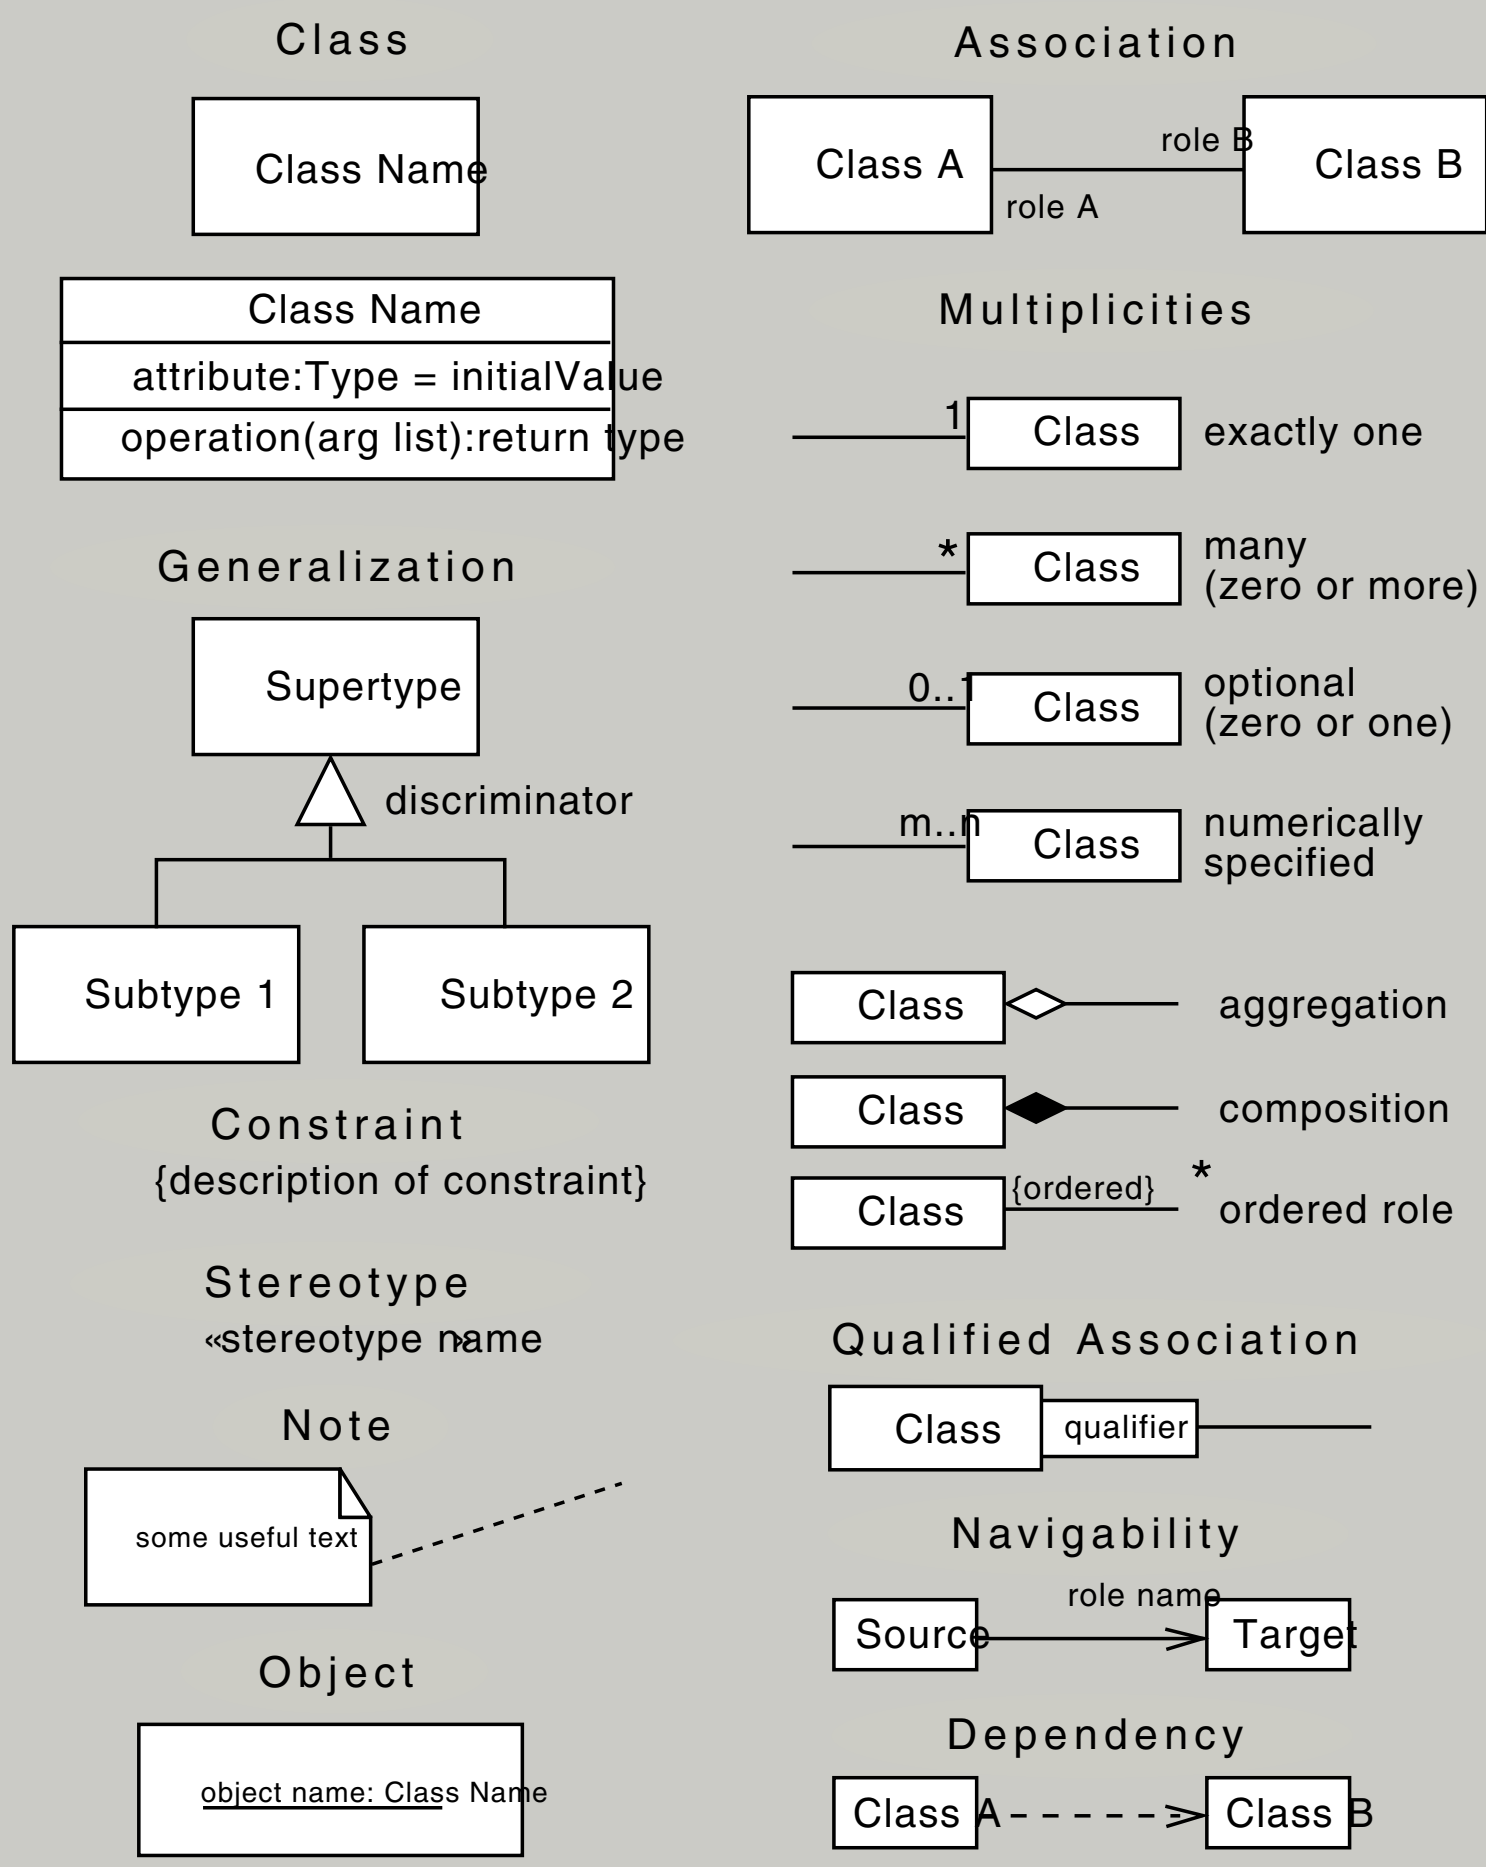 Class
Class Name
Class Name
attribute:Type = initialValue
operation(arg list):return type
Generalization
Supertype
discriminator
Subtype 1
Subtype 2
Constraint
{description of constraint}
Stereotype
«stereotype name»
Note
some useful text
Object
object name: Class Name
Association
Class A
role B
role A
Class B
Multiplicities
1
Class
exactly one
*
Class
many
(zero or more)
0..1
Class
optional
(zero or one)
m..n
Class
numerically
specified
Class
aggregation
Class
composition
Class
{ordered}
*
ordered role
Qualified Association
Class
qualifier
Navigability
role name
Source
Target
Dependency
Class A
Class B